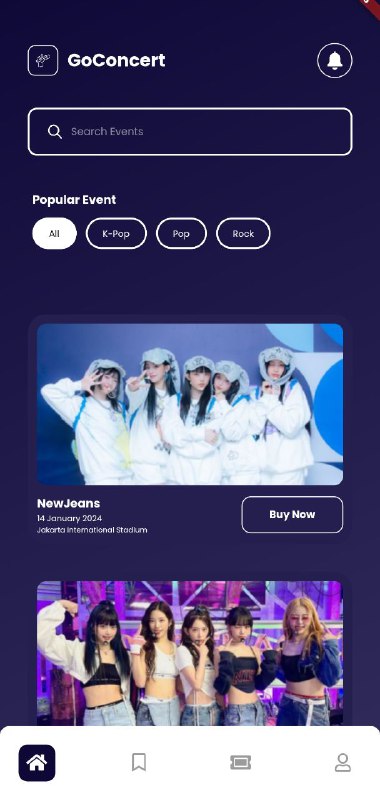 GoConcert
Search Events
Popular Event
All
K-Pop
Pop
Rock
NewJeans
14 January 2024
Jakarta International Stadium
Buy Now